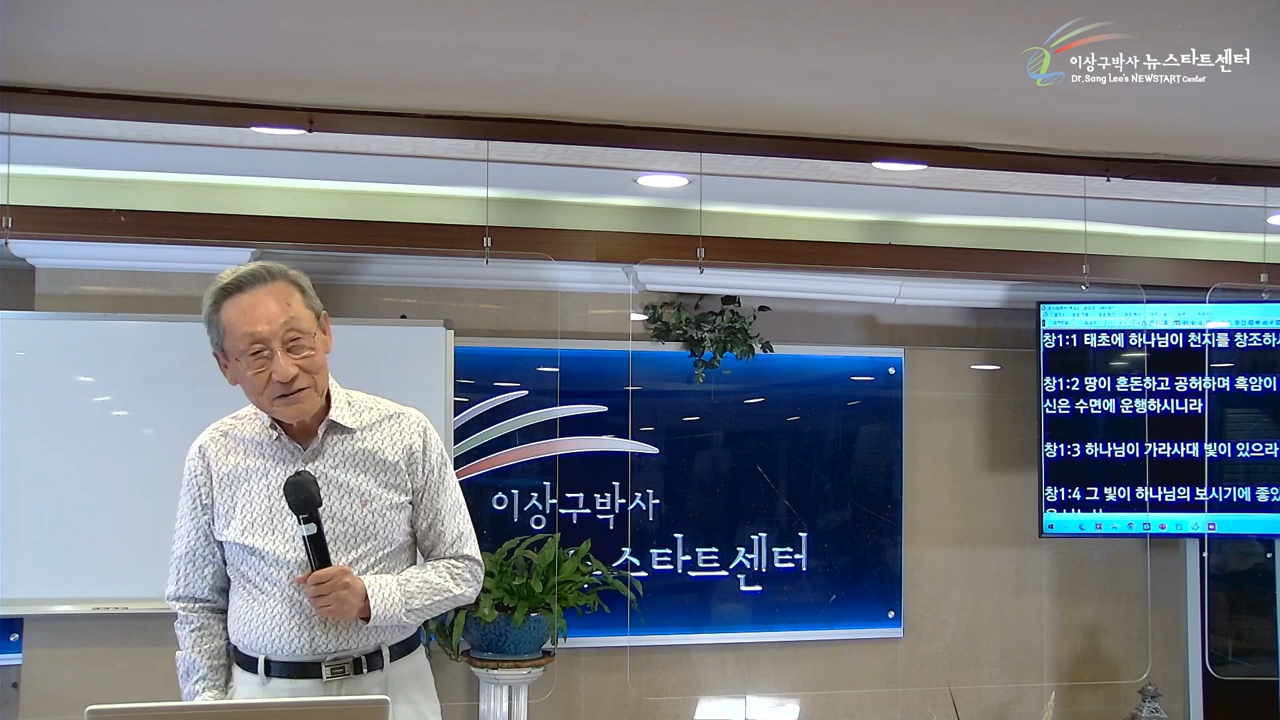 이상구박사 뉴스타트센터
Dr. Sang Lee's NEWSTART Center
이상구박사
스타트센터
창1:1 태초에 하나님이 천지를 창조하시
창1:2 땅이 혼돈하고 공허하며 흑암이
신은 수면에 운행하시니라
창1:3 하나님이 가라사대 빛이 있으라
창1:4 그 빛이 하나님의 보시기에 좋았